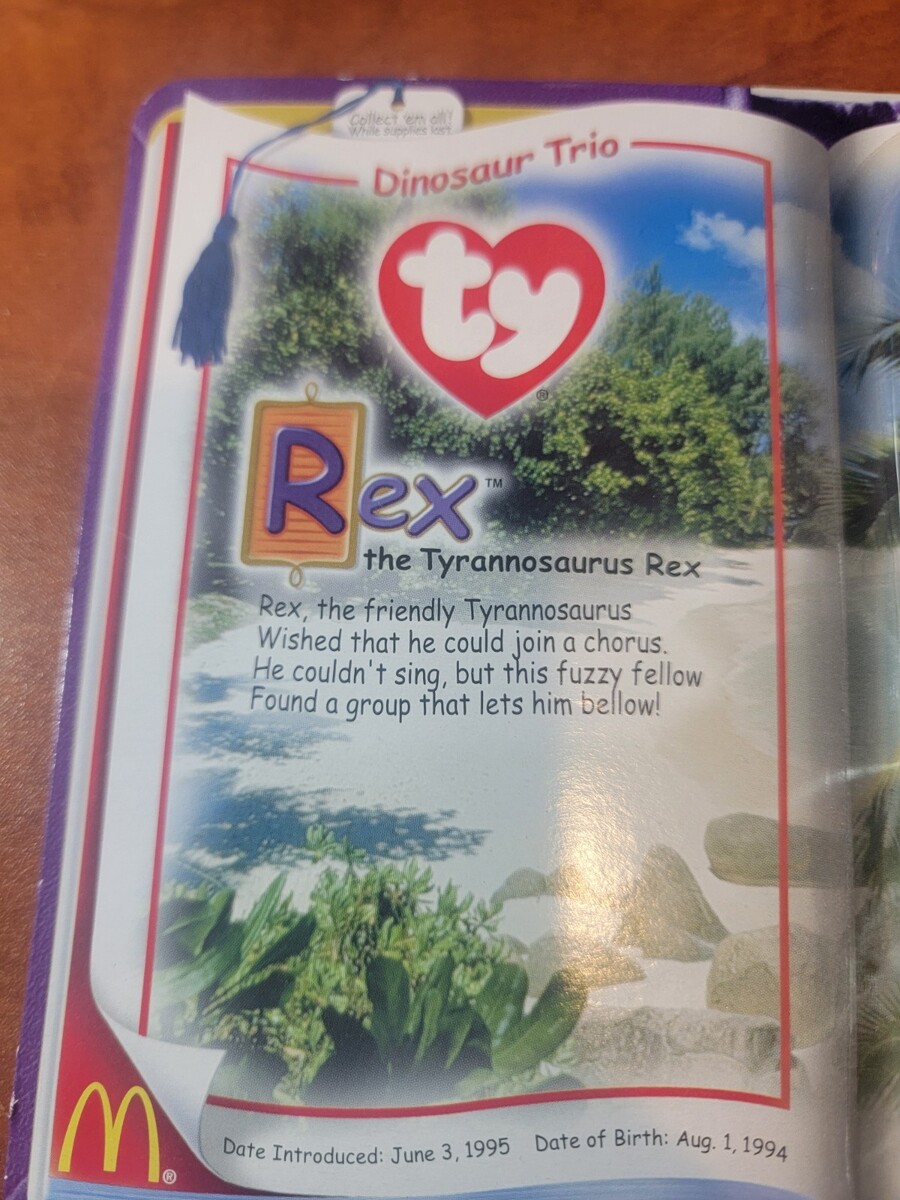 Collect 'em all!
While supplies last
Dinosaur Trio
ty®
Rex™
the Tyrannosaurus Rex
Rex, the friendly Tyrannosaurus
Wished that he could join a chorus.
He couldn't sing, but this fuzzy fellow
Found a group that lets him bellow!
M®
Date Introduced: June 3, 1995 Date of Birth: Aug. 1, 1994